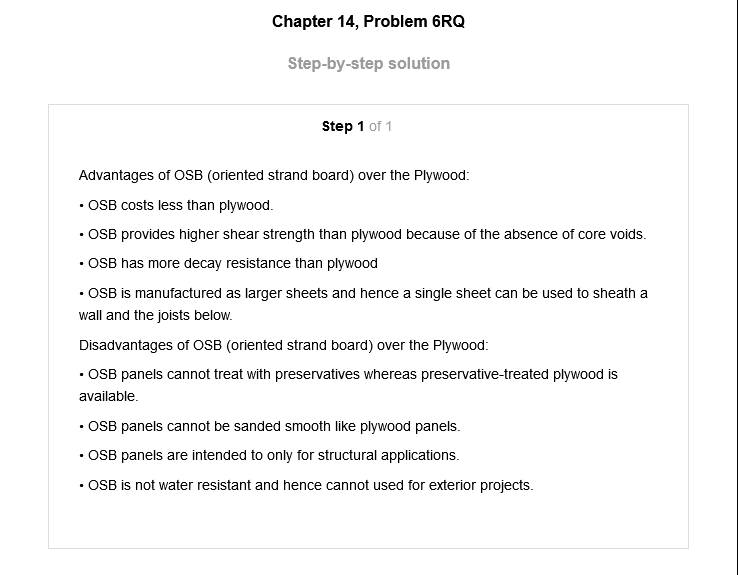 Chapter 14, Problem 6RQ
Step-by-step solution
Step 1 of 1
Advantages of OSB (oriented strand board) over the Plywood:
• OSB costs less than plywood.
• OSB provides higher shear strength than plywood because of the absence of core voids.
• OSB has more decay resistance than plywood
• OSB is manufactured as larger sheets and hence a single sheet can be used to sheath a
wall and the joists below.
Disadvantages of OSB (oriented strand board) over the Plywood:
• OSB panels cannot treat with preservatives whereas preservative-treated plywood is
available.
• OSB panels cannot be sanded smooth like plywood panels.
• OSB panels are intended to only for structural applications.
• OSB is not water resistant and hence cannot used for exterior projects.